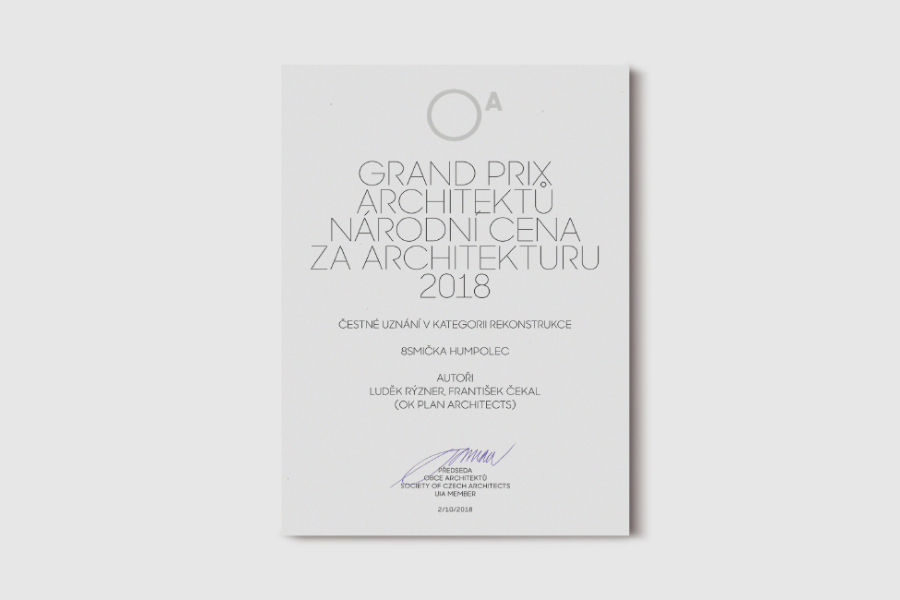 OA
GRAND PRIX
ARCHITEKTŮ
NÁRODNÍ CENA
ZA ARCHITEKTURU
2018
ČESTNÉ UZNÁNÍ V KATEGORII REKONSTRUKCE
8SMIČKA HUMPOLEC
AUTOŘI
LUDĚK RÝZNER, FRANTIŠEK ČEKAL
(OK PLAN ARCHITECTS)
PŘEDSEDA
OBCE ARCHITEKTŮ
SOCIETY OF CZECH ARCHITECTS
UIA MEMBER
2/10/2018